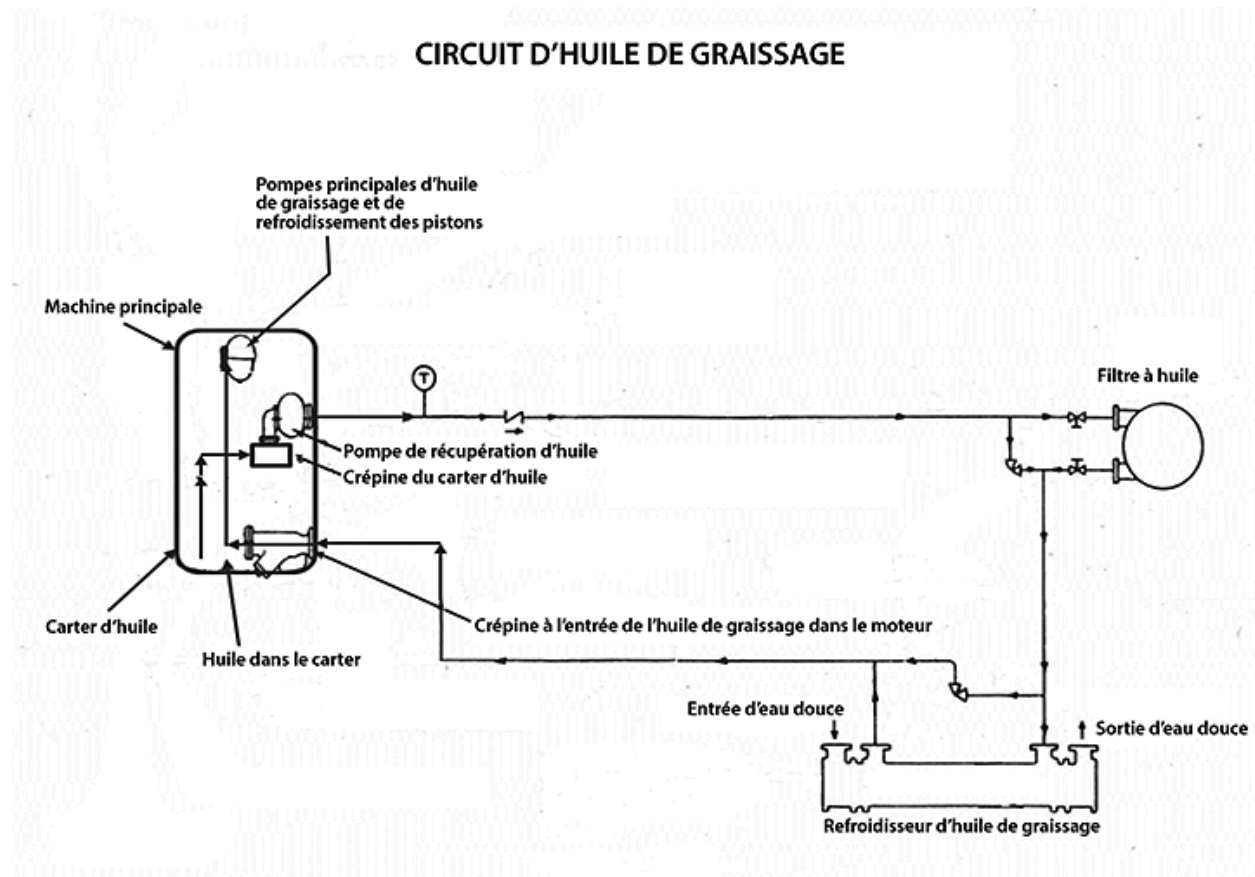 CIRCUIT D'HUILE DE GRAISSAGE
Pompes principales d'huile
de graissage et de
refroidissement des pistons
Machine principale
T
Filtre à huile
Pompe de récupération d'huile
Crépine du carter d'huile
Carter d'huile
Huile dans le carter
Crépine à l'entrée de l'huile de graissage dans le moteur
Entrée d'eau douce
Sortie d'eau douce
Refroidisseur d'huile de graissage